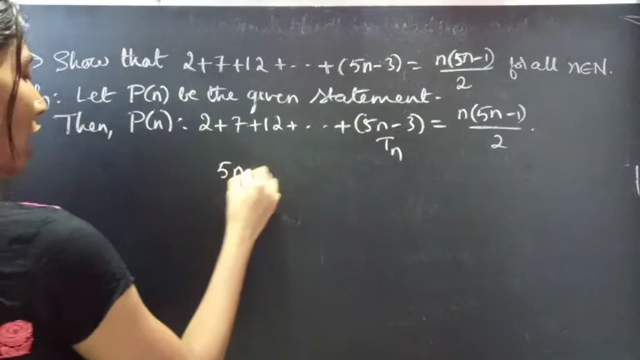 Show that 2+7+12 + ... + (5n-3) = n(5n-1)/2 for all n∈N.
Let P(n) be the given statement.
Then, P(n): 2+7+12+ ... +(5n-3) = n(5n-1)/2.
Tn
5n